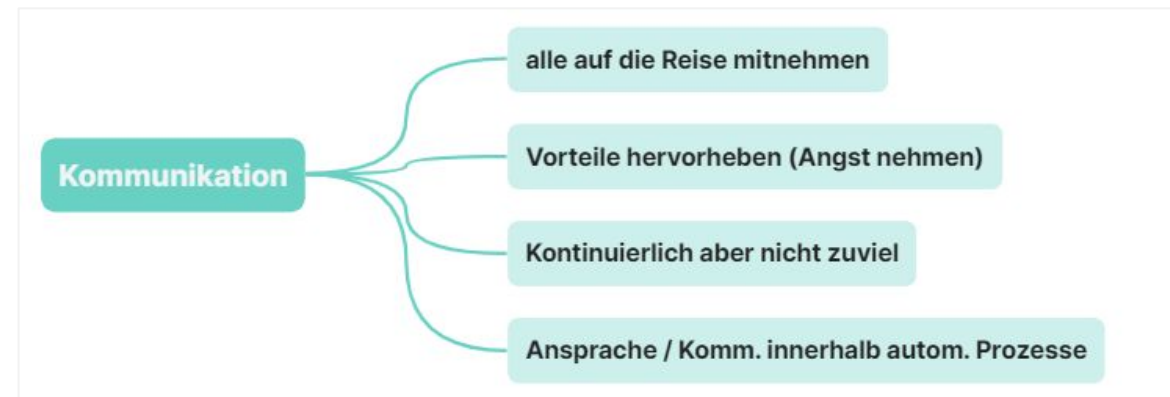 Kommunikation
alle auf die Reise mitnehmen
Vorteile hervorheben (Angst nehmen)
Kontinuierlich aber nicht zuviel
Ansprache / Komm. innerhalb autom. Prozesse